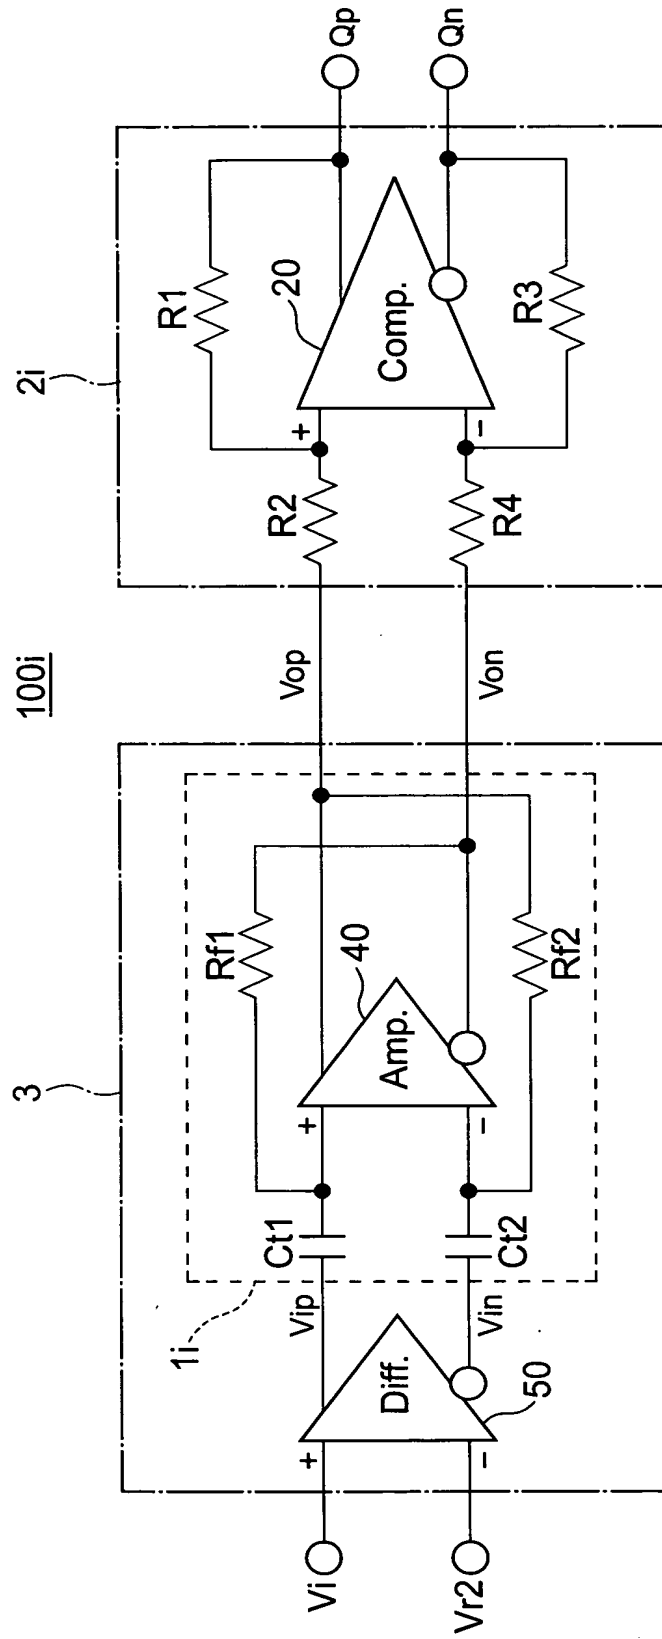 100i
3
2i
1i
Vi
Vr2
+
−
Diff.
50
Vip
Vin
Ct1
Ct2
Rf1
Rf2
+
−
Amp.
40
Vop
Von
R2
R4
R1
R3
+
−
Comp.
20
Qp
Qn